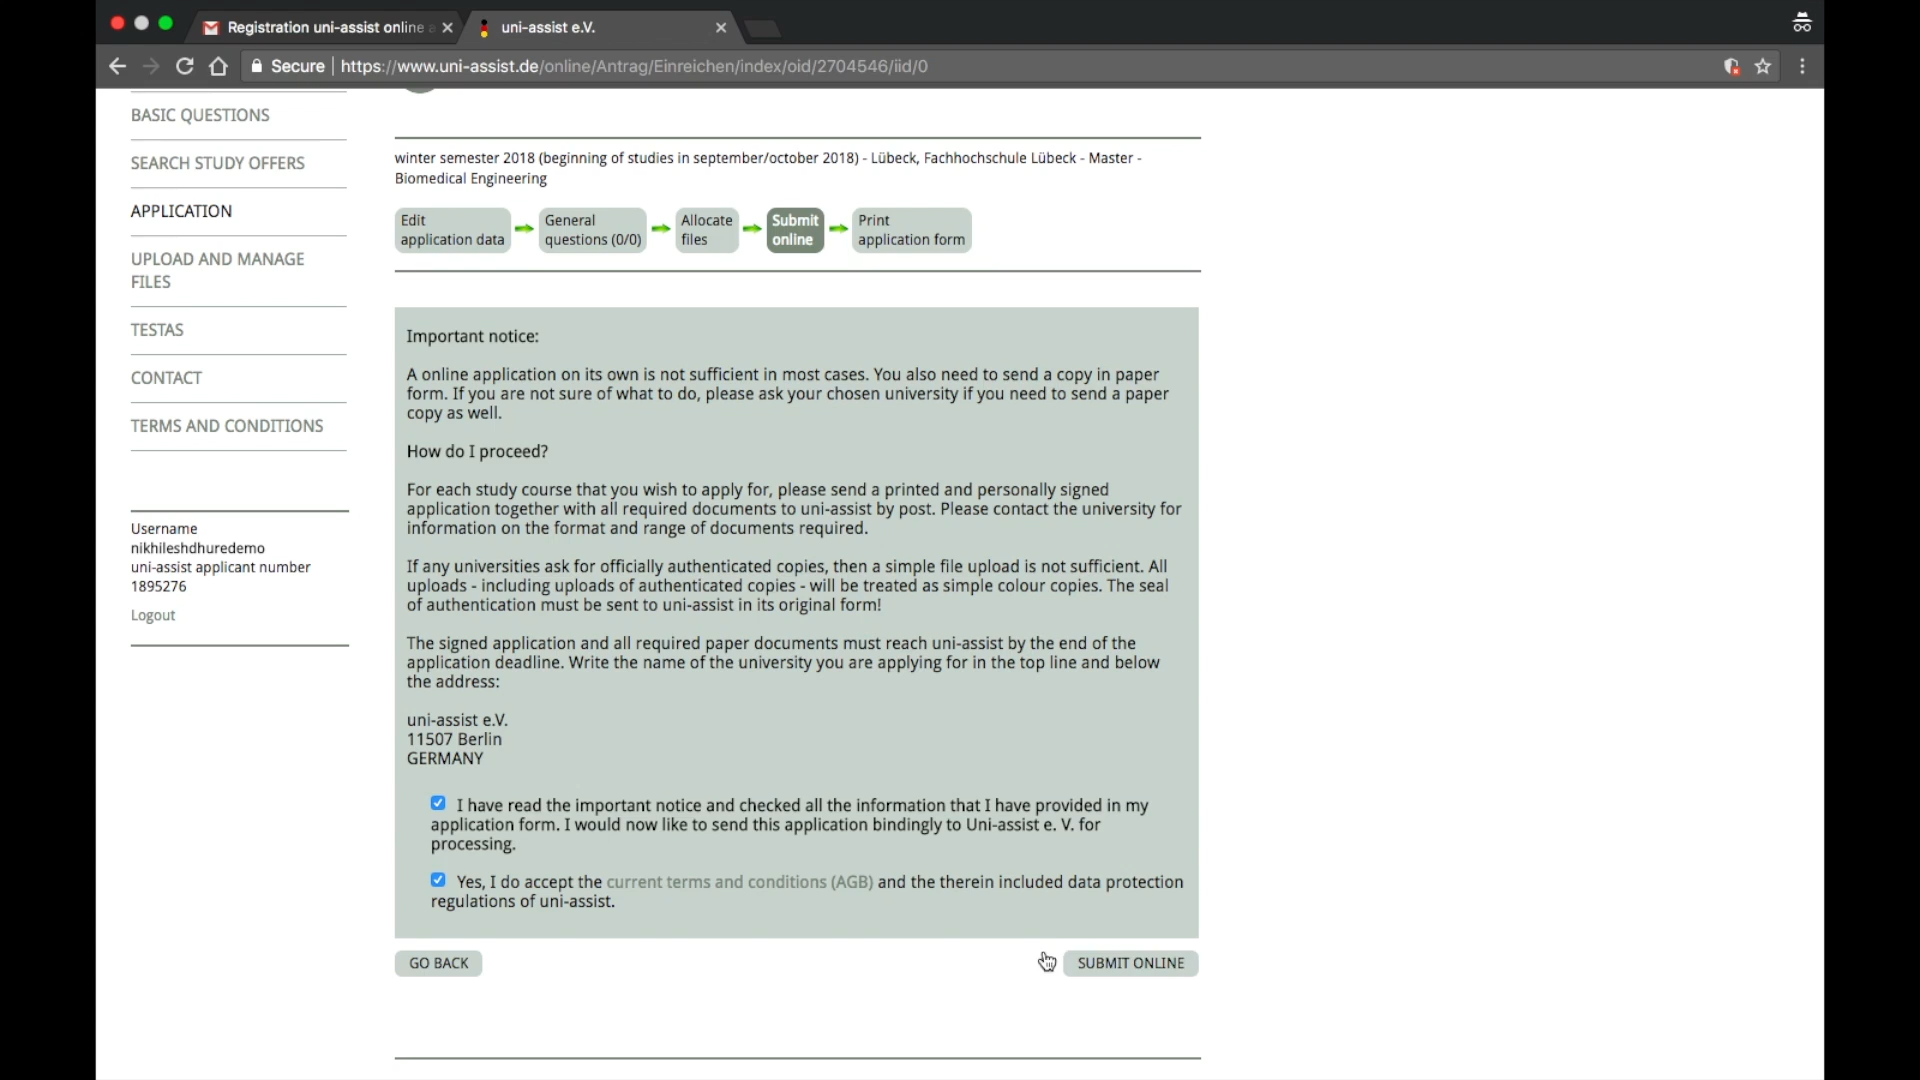 Registration uni-assist online
uni-assist e.V.
Secure
https://www.uni-assist.de/online/Antrag/Einreichen/index/oid/2704546/iid/0
BASIC QUESTIONS
SEARCH STUDY OFFERS
APPLICATION
UPLOAD AND MANAGE
FILES
TESTAS
CONTACT
TERMS AND CONDITIONS
Username
nikhileshdhuredemo
uni-assist applicant number
1895276
Logout
winter semester 2018 (beginning of studies in september/october 2018) - Lübeck, Fachhochschule Lübeck - Master -
Biomedical Engineering
Edit
application data
General
questions (0/0)
Allocate
files
Submit
online
Print
application form
Important notice:
A online application on its own is not sufficient in most cases. You also need to send a copy in paper
form. If you are not sure of what to do, please ask your chosen university if you need to send a paper
copy as well.
How do I proceed?
For each study course that you wish to apply for, please send a printed and personally signed
application together with all required documents to uni-assist by post. Please contact the university for
information on the format and range of documents required.
If any universities ask for officially authenticated copies, then a simple file upload is not sufficient. All
uploads - including uploads of authenticated copies - will be treated as simple colour copies. The seal
of authentication must be sent to uni-assist in its original form!
The signed application and all required paper documents must reach uni-assist by the end of the
application deadline. Write the name of the university you are applying for in the top line and below
the address:
uni-assist e.V.
11507 Berlin
GERMANY
I have read the important notice and checked all the information that I have provided in my
application form. I would now like to send this application bindingly to Uni-assist e. V. for
processing.
Yes, I do accept the current terms and conditions (AGB) and the therein included data protection
regulations of uni-assist.
GO BACK
SUBMIT ONLINE